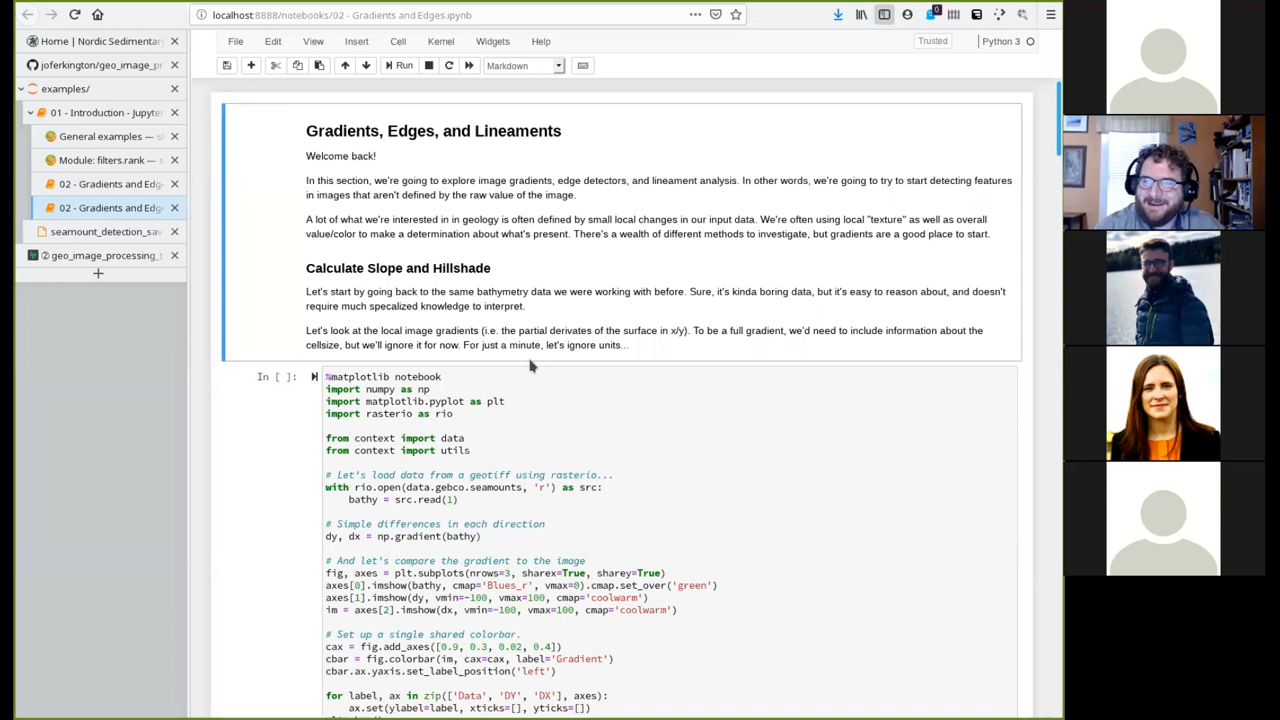 localhost:8888/notebooks/02 - Gradients and Edges.ipynb
0
Home | Nordic Sedimentar
joferkington/geo_image_pr
examples/
01 - Introduction - Jupyte
General examples — s
Module: filters.rank — s
02 - Gradients and Edg
02 - Gradients and Edg
seamount_detection_sav
② geo_image_processing_t
File Edit View Insert Cell Kernel Widgets Help
Trusted
Python 3
Run
Markdown
Gradients, Edges, and Lineaments
Welcome back!
In this section, we're going to explore image gradients, edge detectors, and lineament analysis. In other words, we're going to try to start detecting features
in images that aren't defined by the raw value of the image.
A lot of what we're interested in in geology is often defined by small local changes in our input data. We're often using local "texture" as well as overall
value/color to make a determination about what's present. There's a wealth of different methods to investigate, but gradients are a good place to start.
Calculate Slope and Hillshade
Let's start by going back to the same bathymetry data we were working with before. Sure, it's kinda boring data, but it's easy to reason about, and doesn't
require much specalized knowledge to interpret.
Let's look at the local image gradients (i.e. the partial derivates of the surface in x/y). To be a full gradient, we'd need to include information about the
cellsize, but we'll ignore it for now. For just a minute, let's ignore units...
In [ ]:
%matplotlib notebook
import numpy as np
import matplotlib.pyplot as plt
import rasterio as rio
from context import data
from context import utils
# Let's load data from a geotiff using rasterio...
with rio.open(data.gebco.seamounts, 'r') as src:
bathy = src.read(1)
# Simple differences in each direction
dy, dx = np.gradient(bathy)
# And let's compare the gradient to the image
fig, axes = plt.subplots(nrows=3, sharex=True, sharey=True)
axes[0].imshow(bathy, cmap='Blues_r', vmax=0).cmap.set_over('green')
axes[1].imshow(dy, vmin=-100, vmax=100, cmap='coolwarm')
im = axes[2].imshow(dx, vmin=-100, vmax=100, cmap='coolwarm')
# Set up a single shared colorbar.
cax = fig.add_axes([0.9, 0.3, 0.02, 0.4])
cbar = fig.colorbar(im, cax=cax, label='Gradient')
cbar.ax.yaxis.set_label_position('left')
for label, ax in zip(['Data', 'DY', 'DX'], axes):
ax.set(ylabel=label, xticks=[], yticks=[])